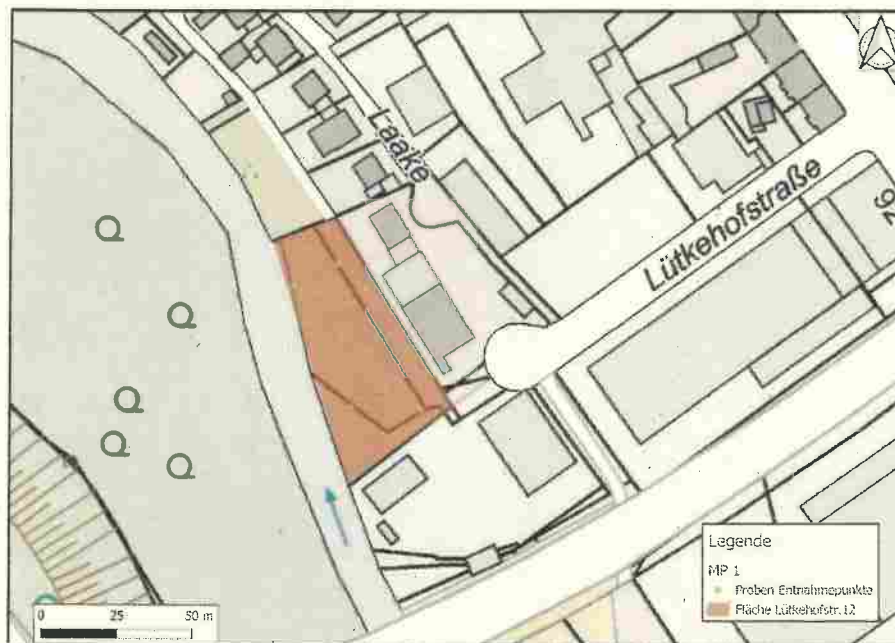 Laake
Lütkehofstraße
Legende
MP 1
Proben Entnahmepunkte
Fläche Lütkehofstr.12
0 25 50 m